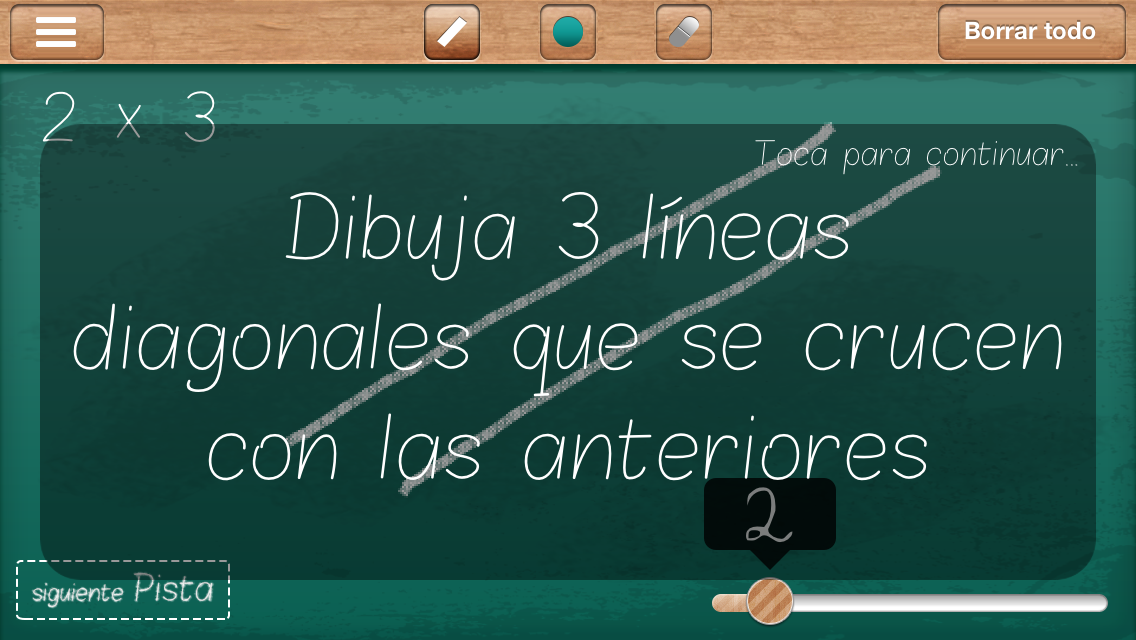 Borrar todo
2 x 3
Toca para continuar...
Dibuja 3 líneas
diagonales que se crucen
con las anteriores
2
siguiente Pista